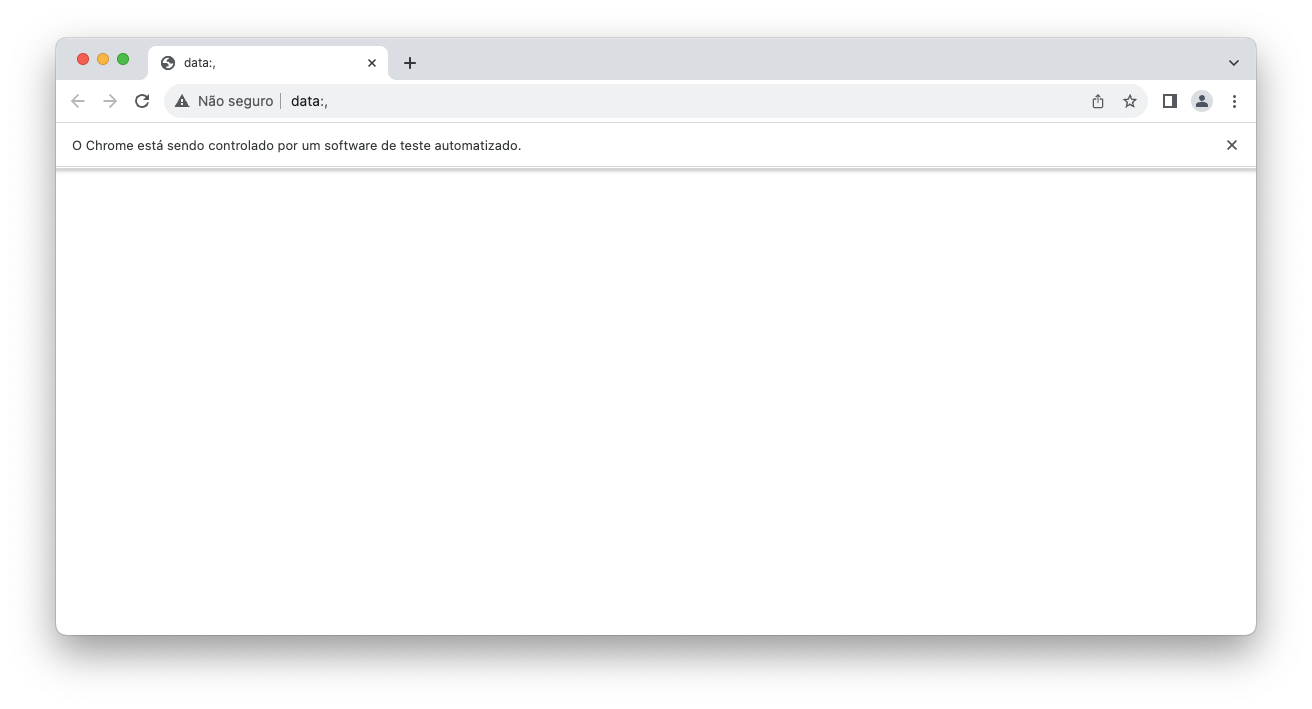 data:,
Não seguro data:,
O Chrome está sendo controlado por um software de teste automatizado.